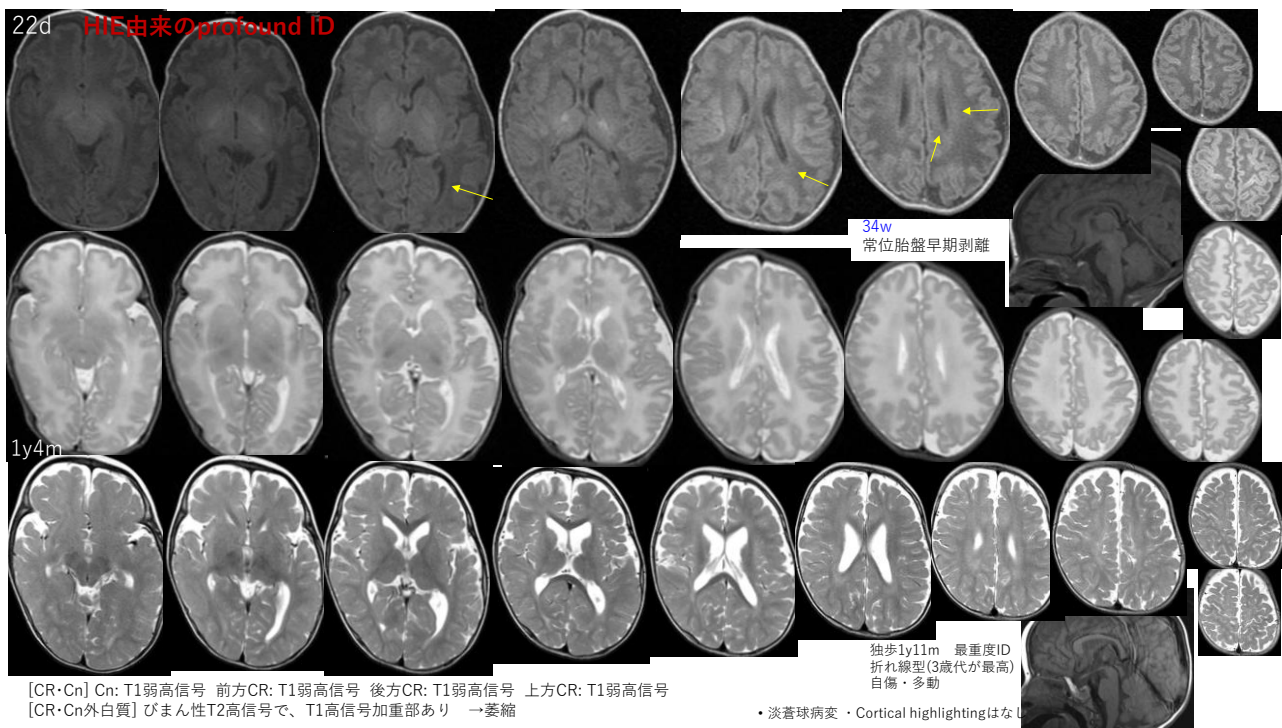 22d HIE由来のprofound ID
34w
常位胎盤早期剥離
1y4m
独歩1y11m 最重度ID
折れ線型(3歳代が最高)
自傷・多動
[CR・Cn] Cn: T1弱高信号 前方CR: T1弱高信号 後方CR: T1弱高信号 上方CR: T1弱高信号
[CR・Cn外白質] びまん性T2高信号で、T1高信号加重部あり →萎縮
• 淡蒼球病変 ・Cortical highlightingはなし